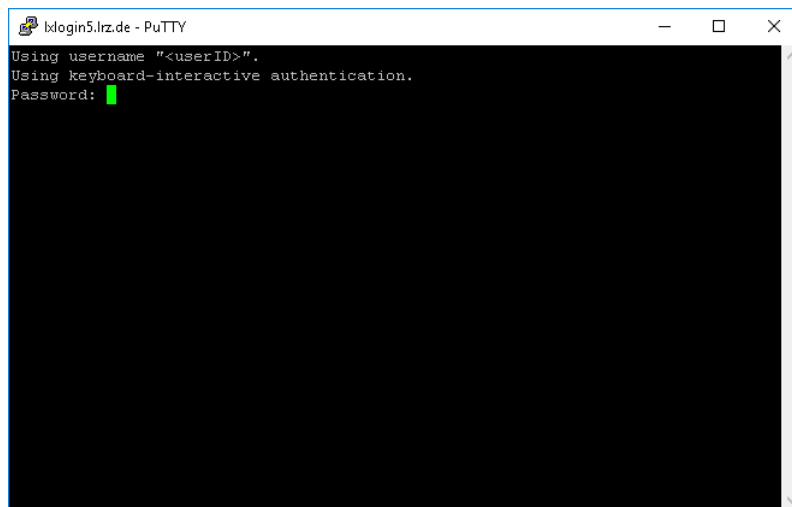 lxlogin5.lrz.de - PuTTY
Using username "<userID>".
Using keyboard-interactive authentication.
Password: